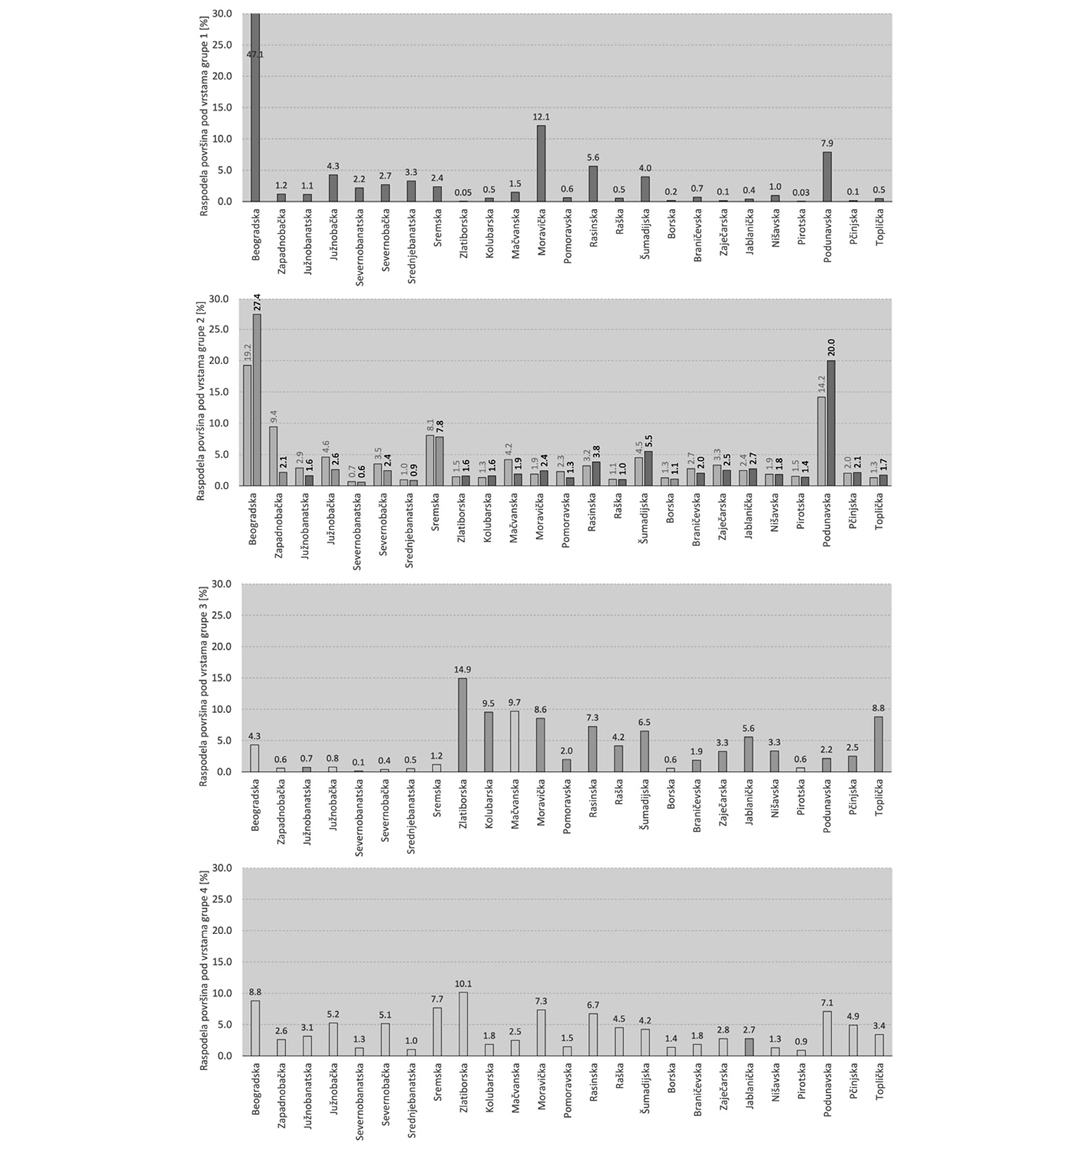 Raspodela površina pod vrstama grupe 1 [%]
30.0
25.0
20.0
15.0
10.0
5.0
0.0
47.1 1.2 1.1 4.3 2.2 2.7 3.3 2.4 0.05 0.5 1.5 12.1 0.6 5.6 0.5 4.0 0.2 0.7 0.1 0.4 1.0 0.03 7.9 0.1 0.5
Beogradska Zapadnobačka Južnobanatska Južnobačka Severnobanatska Severnobačka Srednjebanatska Sremska Zlatiborska Kolubarska Mačvanska Moravička Pomoravska Rasinska Raška Šumadijska Borska Braničevska Zaječarska Jablanička Nišavska Pirotska Podunavska Pčinjska Toplička
Raspodela površina pod vrstama grupe 2 [%]
30.0
25.0
20.0
15.0
10.0
5.0
0.0
19.2 27.4 9.4 2.1 2.9 1.6 4.6 2.6 0.7 0.6 3.5 2.4 1.0 0.9 8.1 7.8 1.5 1.6 1.3 1.6 4.2 1.9 1.9 2.4 2.3 1.3 3.2 3.8 1.1 1.0 4.5 5.5 1.3 1.1 2.7 2.0 3.3 2.5 2.4 2.7 1.9 1.8 1.5 1.4 14.2 20.0 2.0 2.1 1.3 1.7
Beogradska Zapadnobačka Južnobanatska Južnobačka Severnobanatska Severnobačka Srednjebanatska Sremska Zlatiborska Kolubarska Mačvanska Moravička Pomoravska Rasinska Raška Šumadijska Borska Braničevska Zaječarska Jablanička Nišavska Pirotska Podunavska Pčinjska Toplička
Raspodela površina pod vrstama grupe 3 [%]
30.0
25.0
20.0
15.0
10.0
5.0
0.0
4.3 0.6 0.7 0.8 0.1 0.4 0.5 1.2 14.9 9.5 9.7 8.6 2.0 7.3 4.2 6.5 0.6 1.9 3.3 5.6 3.3 0.6 2.2 2.5 8.8
Beogradska Zapadnobačka Južnobanatska Južnobačka Severnobanatska Severnobačka Srednjebanatska Sremska Zlatiborska Kolubarska Mačvanska Moravička Pomoravska Rasinska Raška Šumadijska Borska Braničevska Zaječarska Jablanička Nišavska Pirotska Podunavska Pčinjska Toplička
Raspodela površina pod vrstama grupe 4 [%]
30.0
25.0
20.0
15.0
10.0
5.0
0.0
8.8 2.6 3.1 5.2 1.3 5.1 1.0 7.7 10.1 1.8 2.5 7.3 1.5 6.7 4.5 4.2 1.4 1.8 2.8 2.7 1.3 0.9 7.1 4.9 3.4
Beogradska Zapadnobačka Južnobanatska Južnobačka Severnobanatska Severnobačka Srednjebanatska Sremska Zlatiborska Kolubarska Mačvanska Moravička Pomoravska Rasinska Raška Šumadijska Borska Braničevska Zaječarska Jablanička Nišavska Pirotska Podunavska Pčinjska Toplička